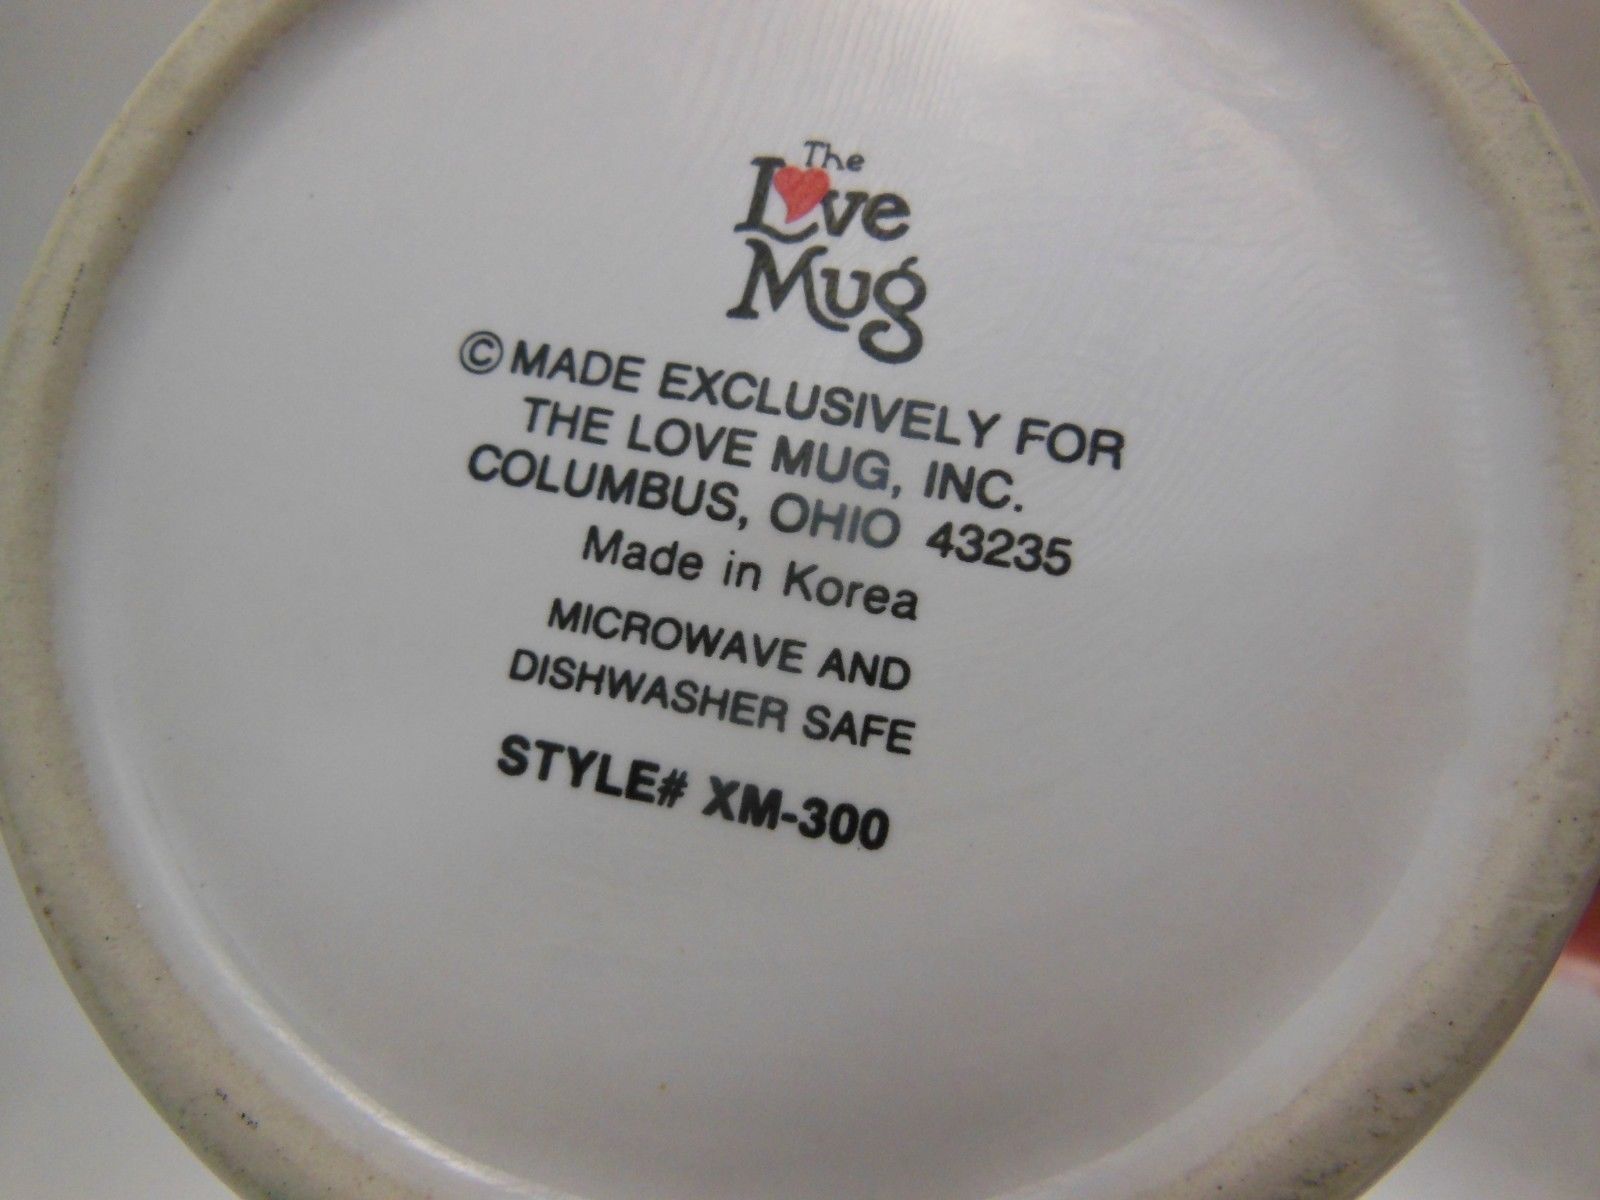 The
Love
Mug
© MADE EXCLUSIVELY FOR
THE LOVE MUG, INC.
COLUMBUS, OHIO 43235
Made in Korea
MICROWAVE AND
DISHWASHER SAFE
STYLE# XM-300